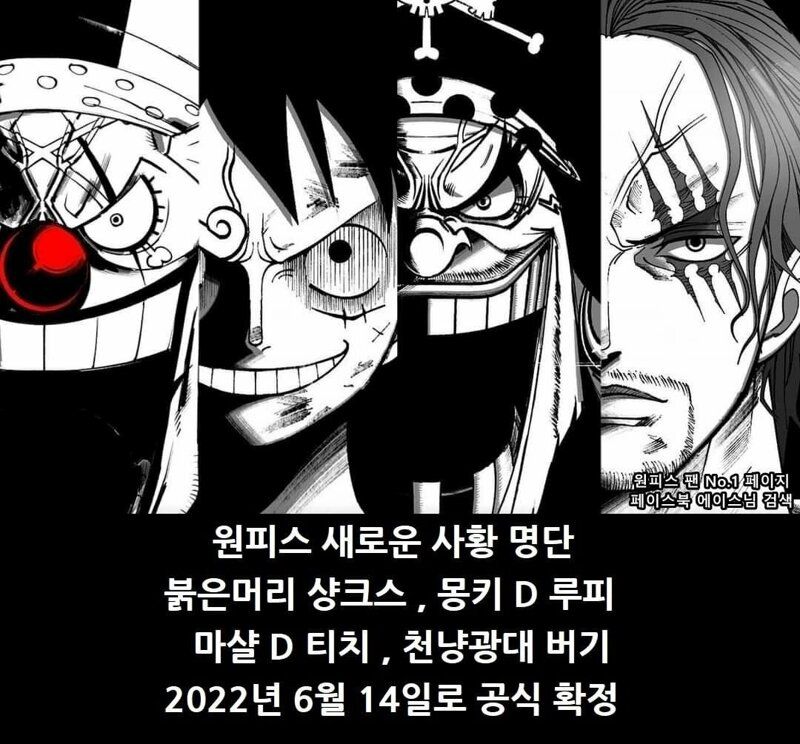 원피스 팬 No.1 페이지
페이스북 에이스님 검색
원피스 새로운 사황 명단
붉은머리 샹크스 , 몽키 D 루피
마샬 D 티치 , 천냥광대 버기
2022년 6월 14일로 공식 확정